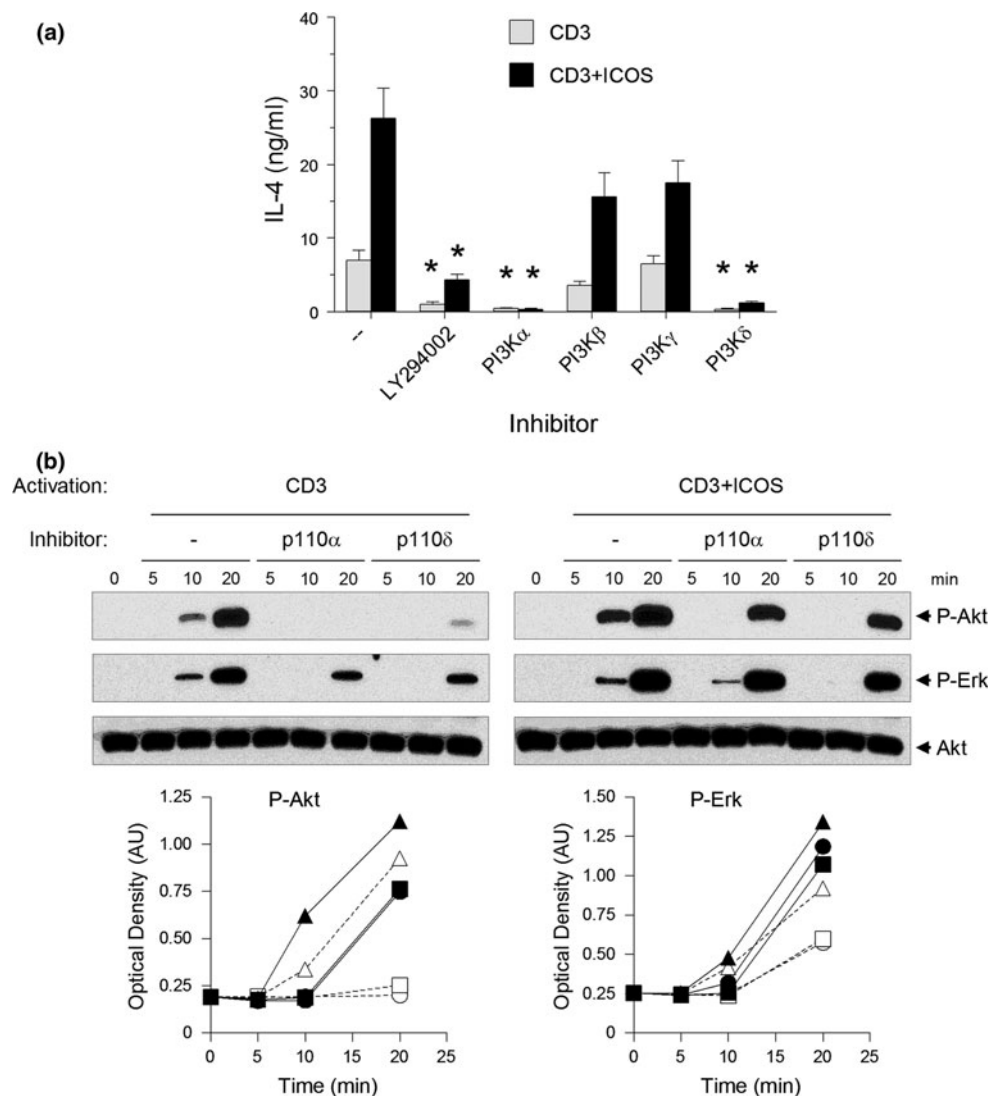 (a)
CD3
CD3+ICOS
IL-4 (ng/ml)
40
30
20
10
0
* * * * * *
--
LY294002
PI3Kα
PI3Kβ
PI3Kγ
PI3Kδ
Inhibitor
(b)
Activation: CD3 CD3+ICOS
Inhibitor: - p110α p110δ - p110α p110δ
0 5 10 20 5 10 20 5 10 20 0 5 10 20 5 10 20 5 10 20 min
P-Akt
P-Erk
Akt
P-Akt
Optical Density (AU)
1.25
1.00
0.75
0.50
0.25
0
0 5 10 15 20 25
Time (min)
P-Erk
Optical Density (AU)
1.50
1.25
1.00
0.75
0.50
0.25
0
0 5 10 15 20 25
Time (min)